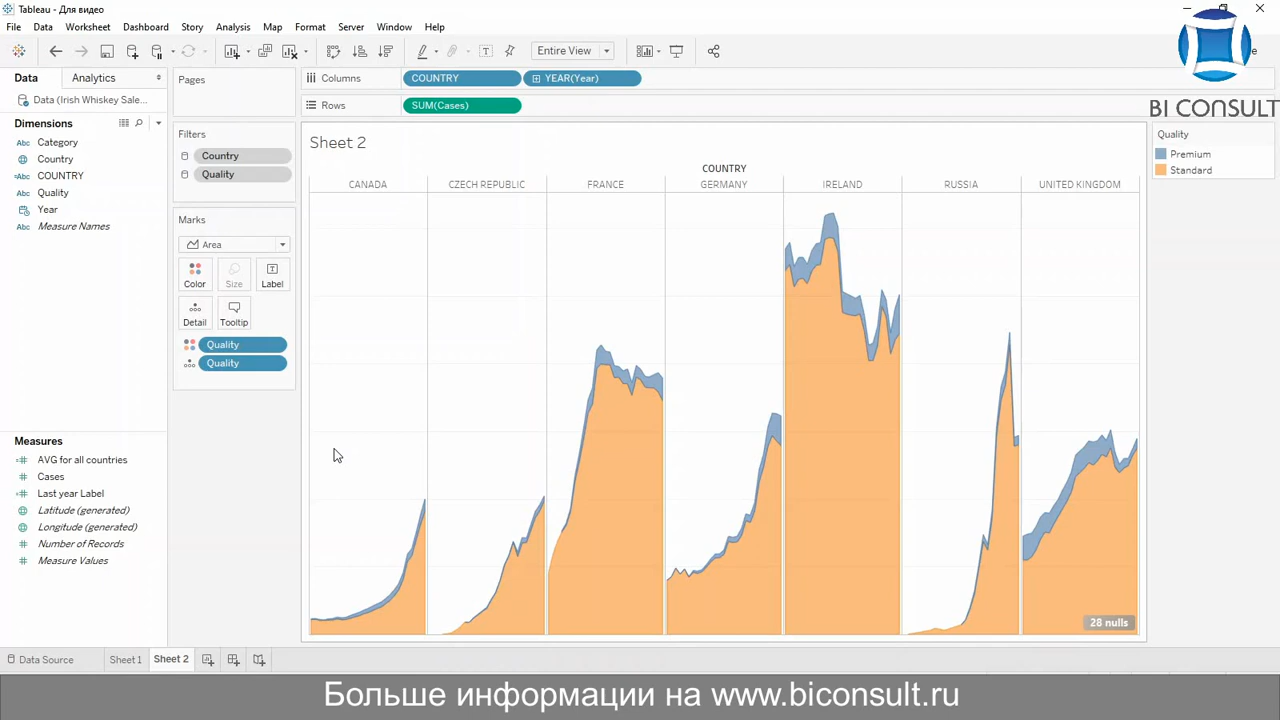 Tableau - Для видео
File Data Worksheet Dashboard Story Analysis Map Format Server Window Help
Entire View
Data Analytics
Data (Irish Whiskey Sale...
Dimensions
Abc Category
Country
=Abc COUNTRY
Abc Quality
Year
Abc Measure Names
Measures
=# AVG for all countries
# Cases
=# Last year Label
Latitude (generated)
Longitude (generated)
=# Number of Records
# Measure Values
Pages
Filters
Country
Quality
Marks
Area
Color Size Label
Detail Tooltip
Quality
Quality
Columns COUNTRY YEAR(Year)
Rows SUM(Cases)
Sheet 2
COUNTRY
CANADA CZECH REPUBLIC FRANCE GERMANY IRELAND RUSSIA UNITED KINGDOM
28 nulls
BI CONSULT
Quality
Premium
Standard
Data Source Sheet 1 Sheet 2
Больше информации на www.biconsult.ru